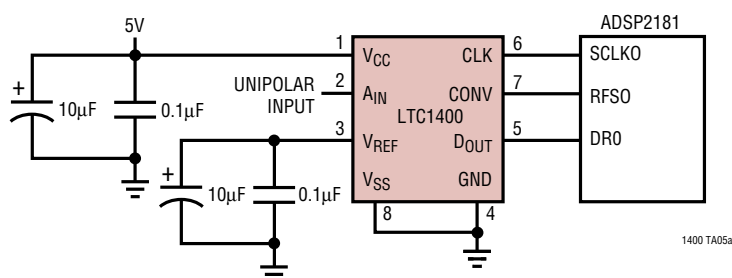 5V
ADSP2181
1
VCC
CLK
6
SCLKO
+
10µF
0.1µF
UNIPOLAR
INPUT
2
AIN
CONV
7
RFSO
LTC1400
3
VREF
DOUT
5
DR0
+
10µF
0.1µF
VSS
GND
8
4
1400 TA05a